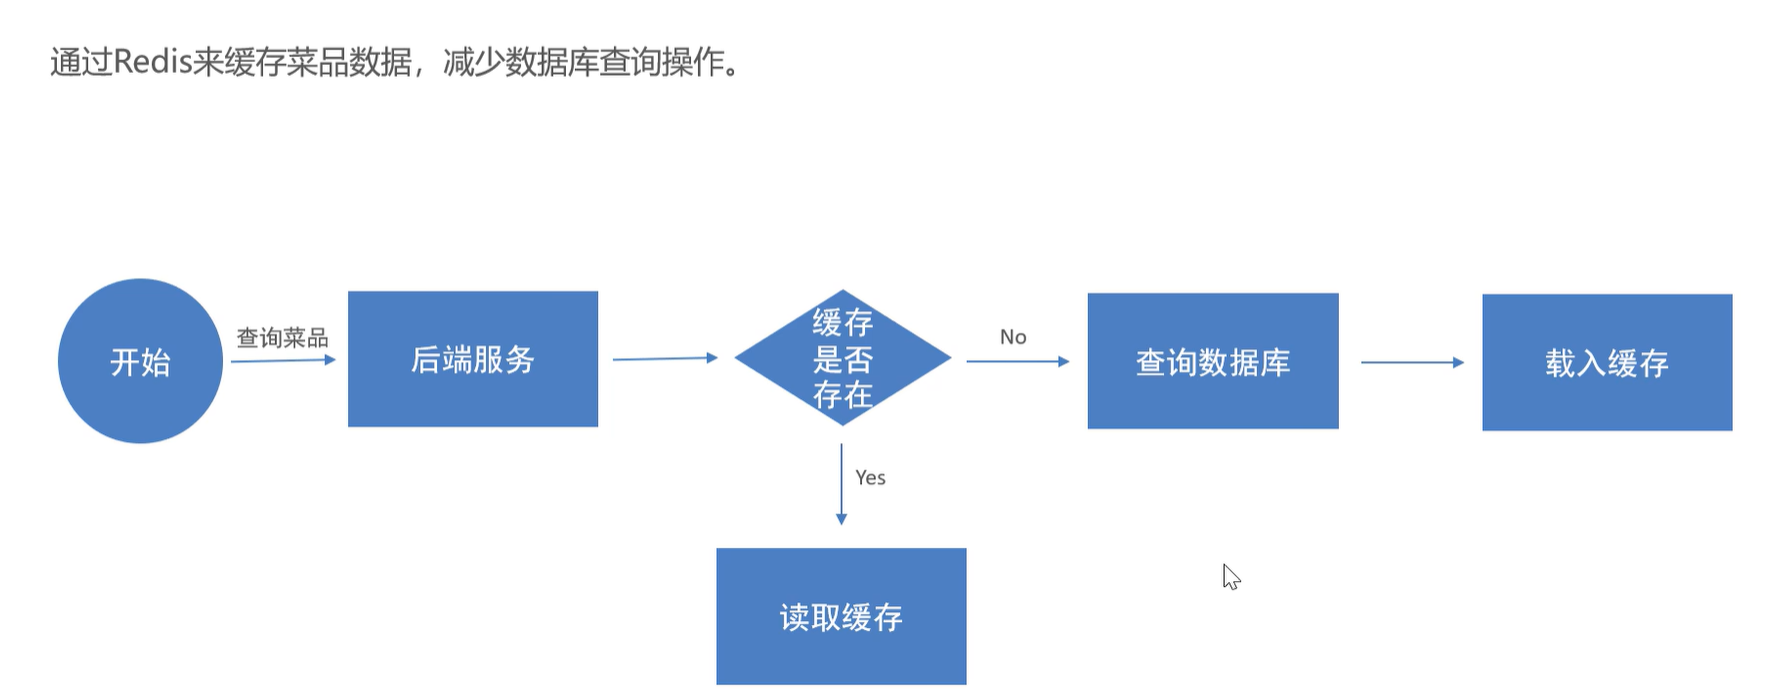 通过Redis来缓存菜品数据，减少数据库查询操作。
开始
查询菜品
后端服务
缓存
是否
存在
No
查询数据库
载入缓存
Yes
读取缓存